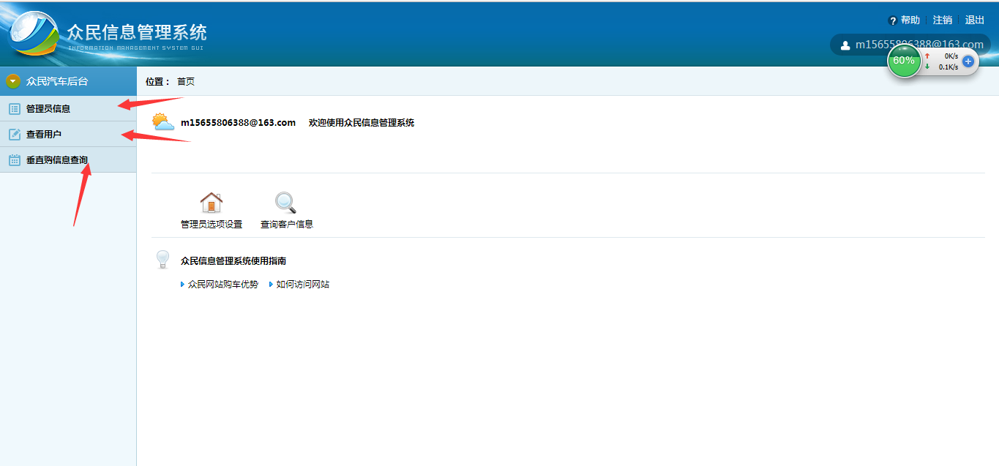 众民信息管理系统
INFORMATION MANAGEMENT SYSTEM GUI
帮助 注销 退出
m15655806388@163.com
60%
0K/s
0.1K/s
众民汽车后台
位置： 首页
管理员信息
查看用户
垂直购信息查询
m15655806388@163.com 欢迎使用众民信息管理系统
管理员选项设置 查询客户信息
众民信息管理系统使用指南
众民网站购车优势 如何访问网站